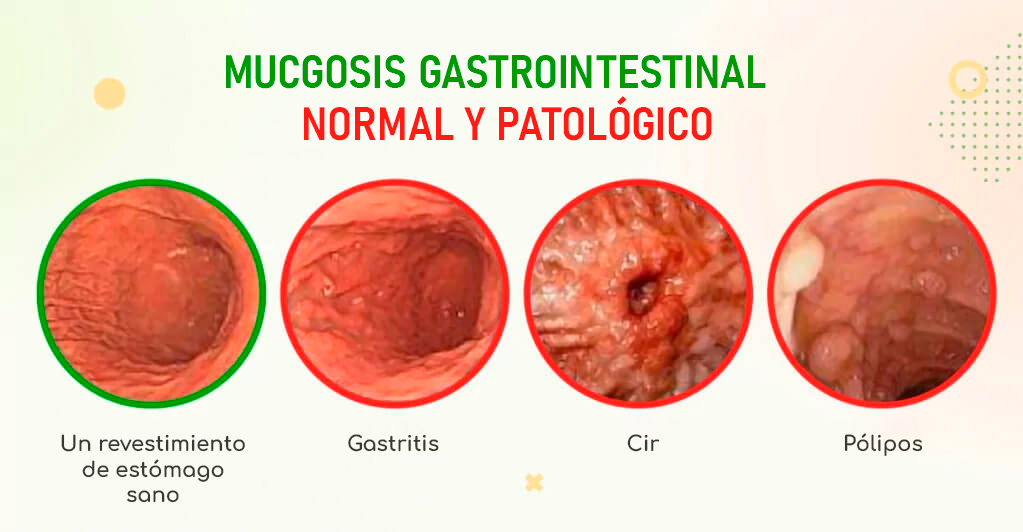 MUCGOSIS GASTROINTESTINAL
NORMAL Y PATOLÓGICO
Un revestimiento
de estómago
sano
Gastritis
Cir
Pólipos